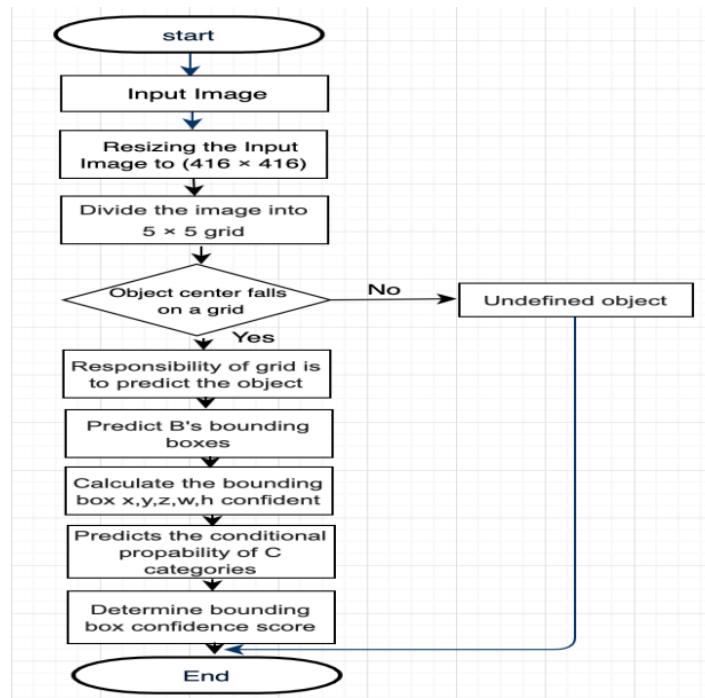 start
Input Image
Resizing the Input
Image to (416 × 416)
Divide the image into
5 × 5 grid
Object center falls
on a grid
No
Undefined object
Yes
Responsibility of grid is
to predict the object
Predict B's bounding
boxes
Calculate the bounding
box x,y,z,w,h confident
Predicts the conditional
propability of C
categories
Determine bounding
box confidence score
End